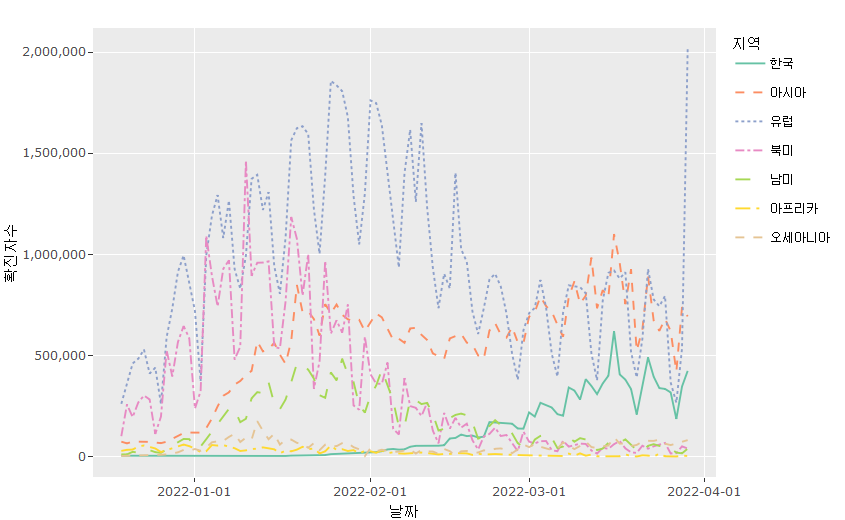 2,000,000
1,500,000
1,000,000
500,000
0
확진자수
2022-01-01
2022-02-01
2022-03-01
2022-04-01
날짜
지역
한국
아시아
유럽
북미
남미
아프리카
오세아니아